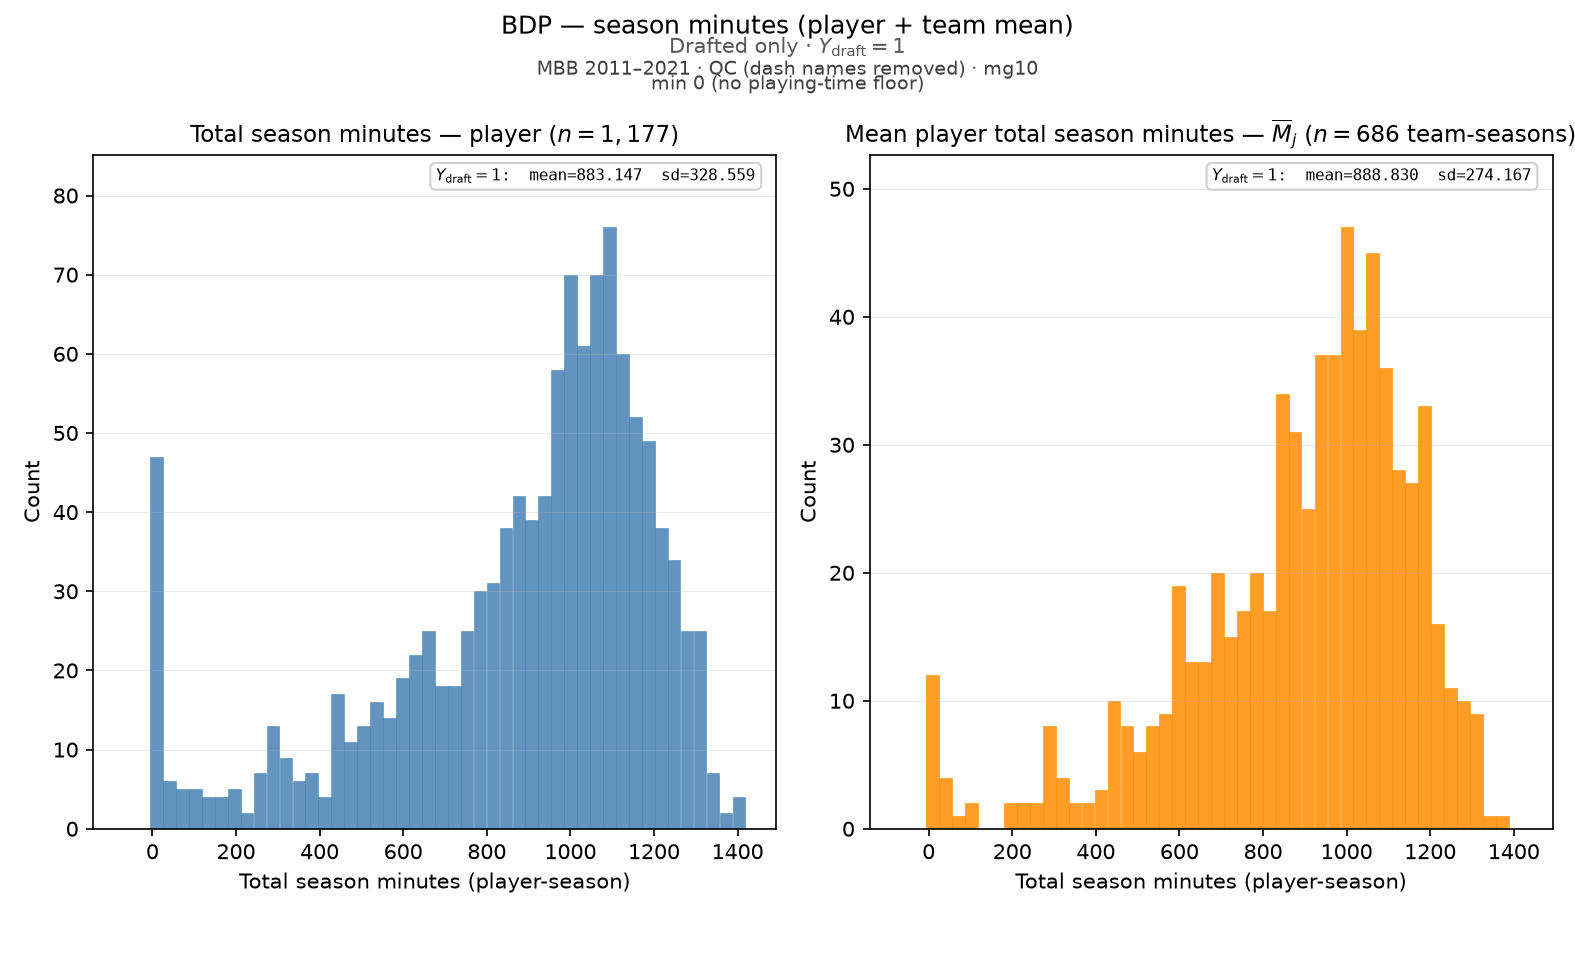 BDP — season minutes (player + team mean)
Drafted only · Y_draft = 1
MBB 2011–2021 · QC (dash names removed) · mg10
min 0 (no playing-time floor)
Total season minutes — player (n = 1, 177)
Y_draft = 1: mean=883.147 sd=328.559
80
70
60
50
40
30
20
10
0
Count
0 200 400 600 800 1000 1200 1400
Total season minutes (player-season)
Mean player total season minutes — M̅_j (n = 686 team-seasons)
Y_draft = 1: mean=888.830 sd=274.167
50
40
30
20
10
0
Count
0 200 400 600 800 1000 1200 1400
Total season minutes (player-season)